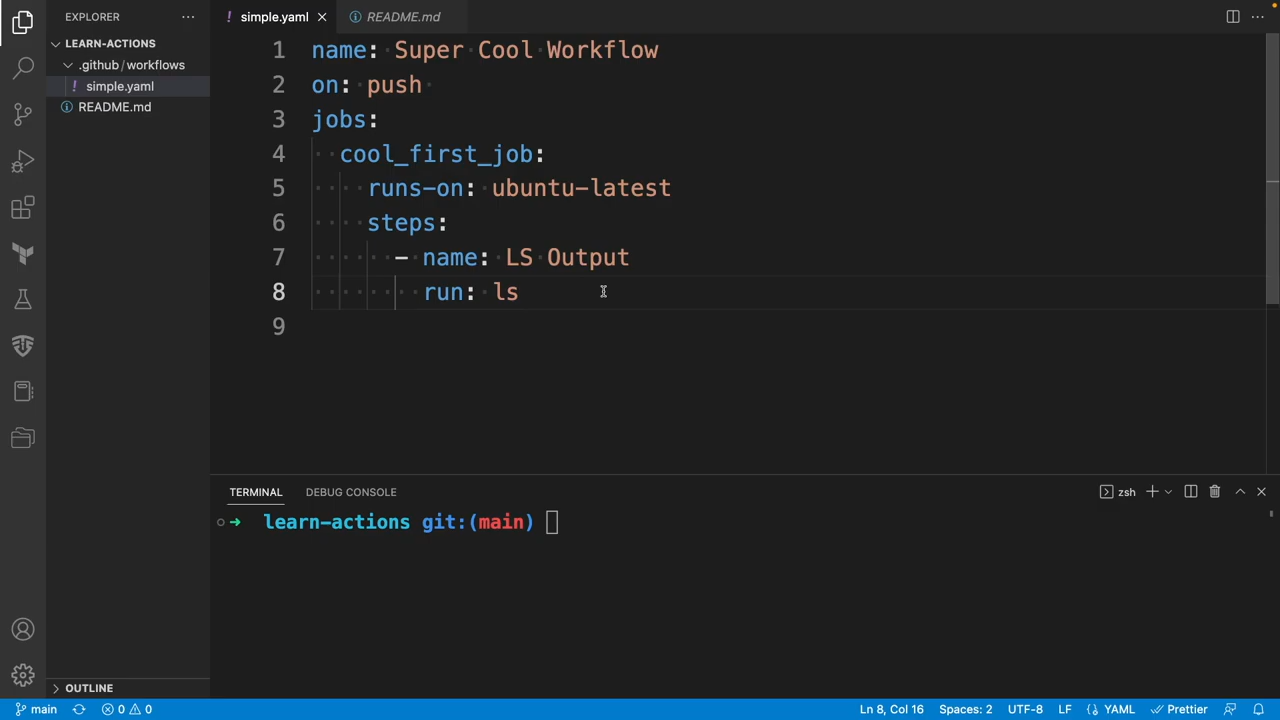 EXPLORER
LEARN-ACTIONS
.github/workflows
! simple.yaml
README.md
OUTLINE
! simple.yaml
README.md
1 name: Super Cool Workflow
2 on: push
3 jobs:
4 cool_first_job:
5 runs-on: ubuntu-latest
6 steps:
7 - name: LS Output
8 run: ls
9
TERMINAL
DEBUG CONSOLE
zsh
learn-actions git:(main)
main
0 0
Ln 8, Col 16
Spaces: 2
UTF-8
LF
YAML
Prettier